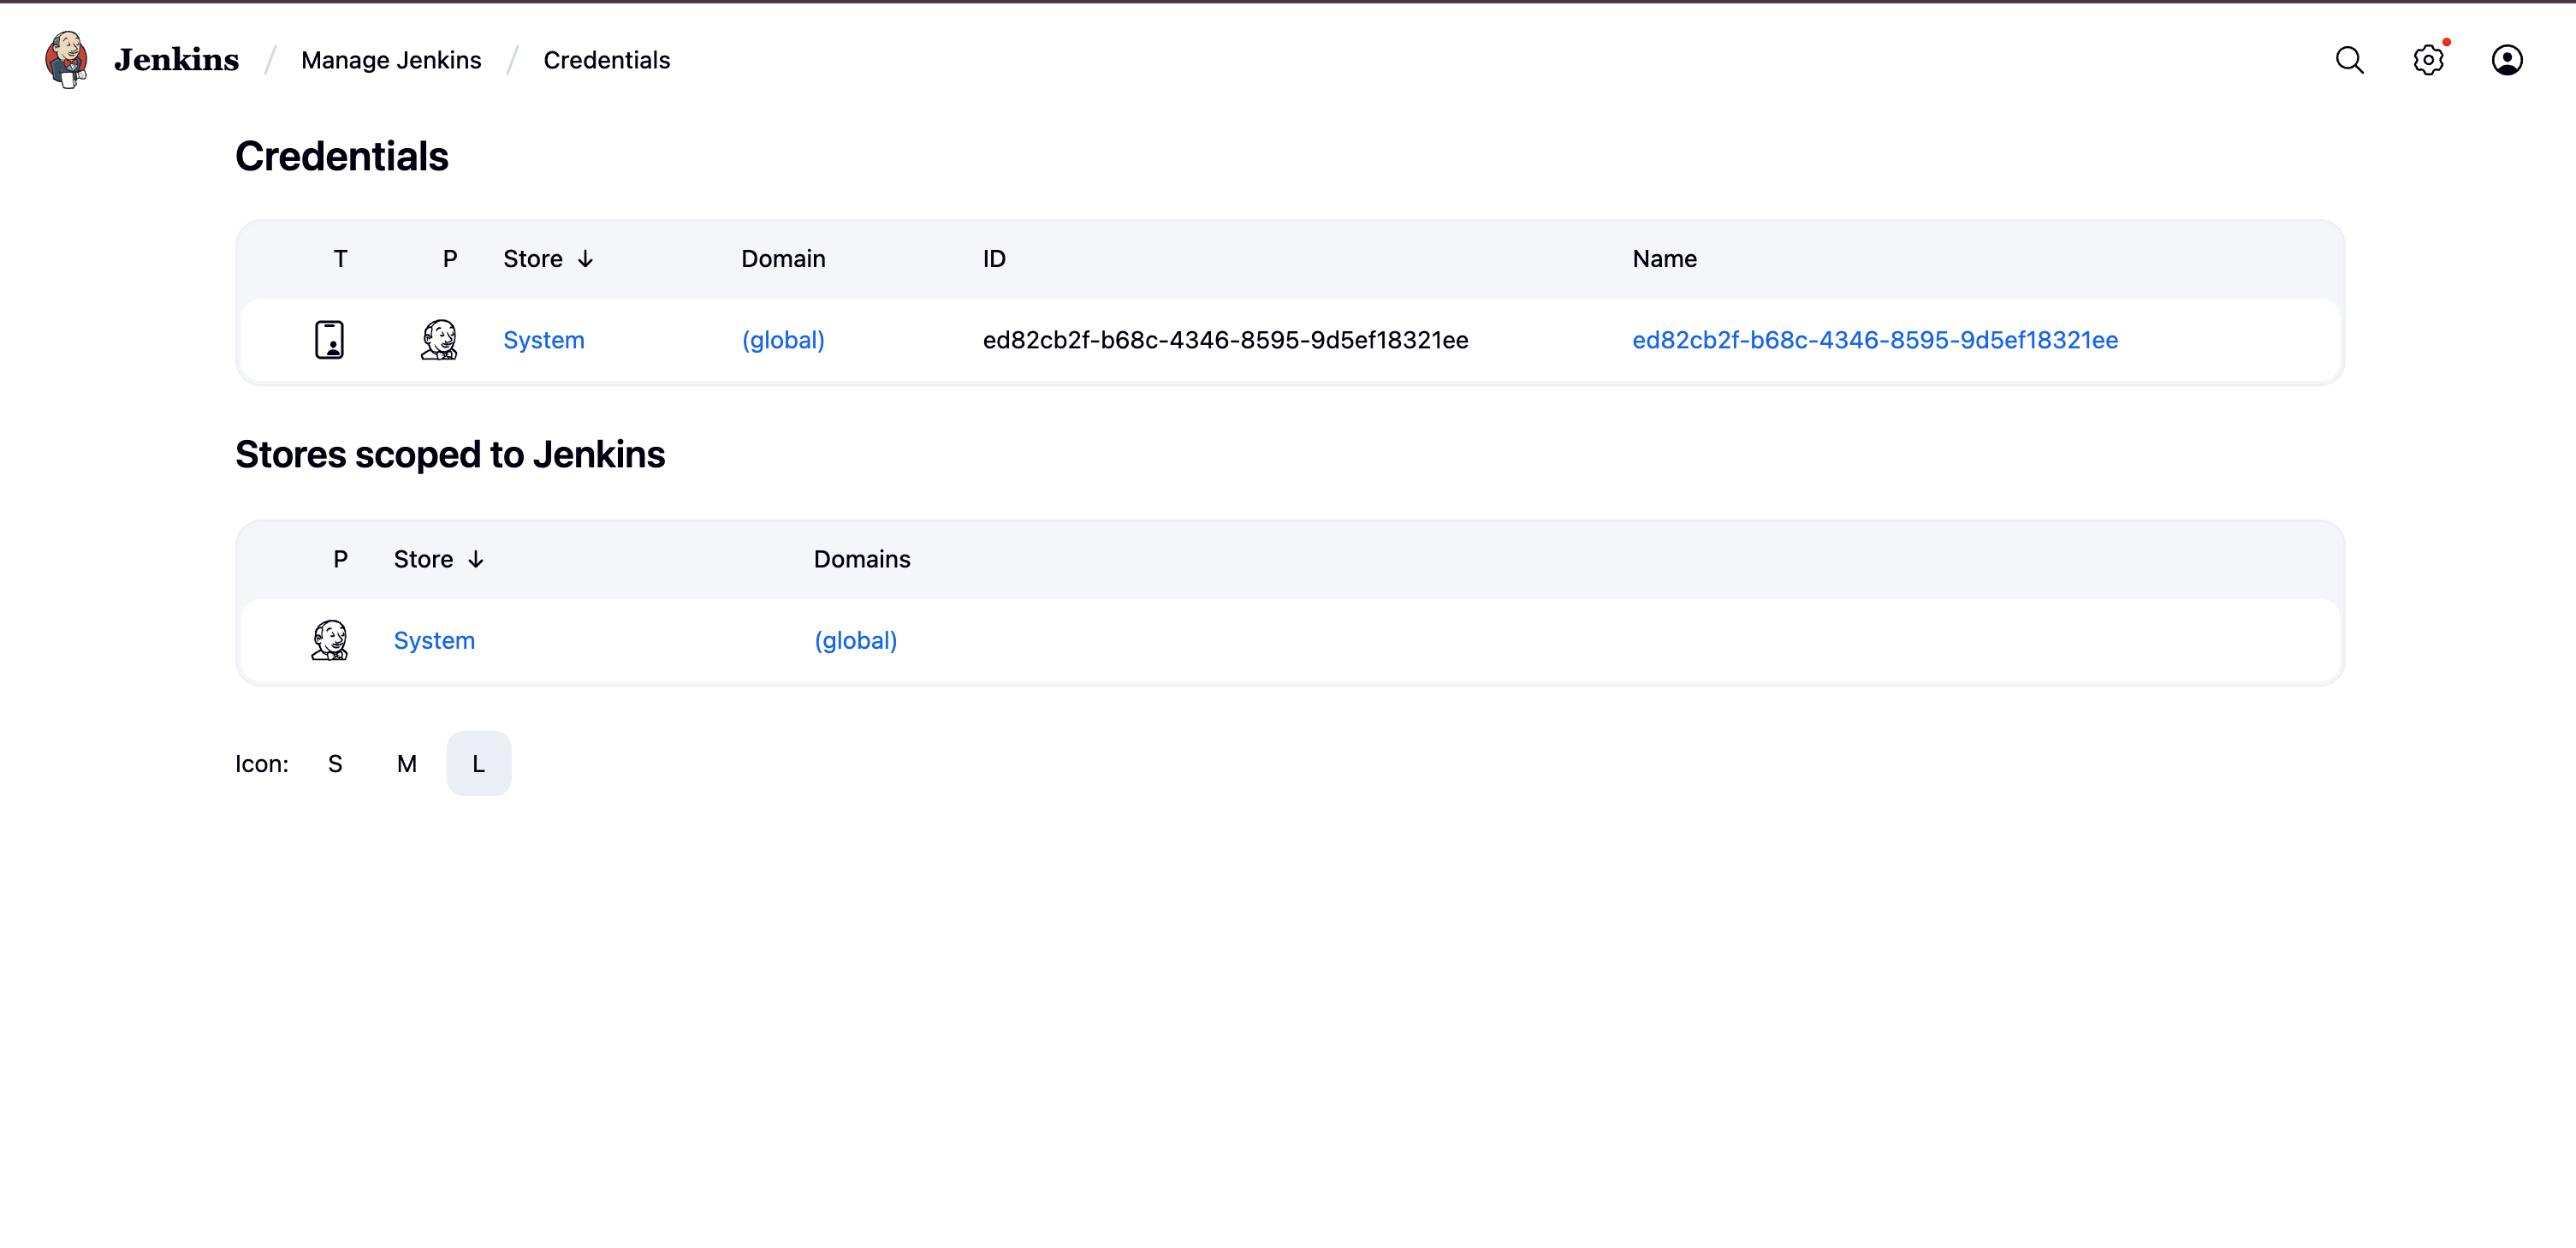 Jenkins / Manage Jenkins / Credentials
Credentials
T P Store ↓ Domain ID Name
System (global) ed82cb2f-b68c-4346-8595-9d5ef18321ee ed82cb2f-b68c-4346-8595-9d5ef18321ee
Stores scoped to Jenkins
P Store ↓ Domains
System (global)
Icon: S M L